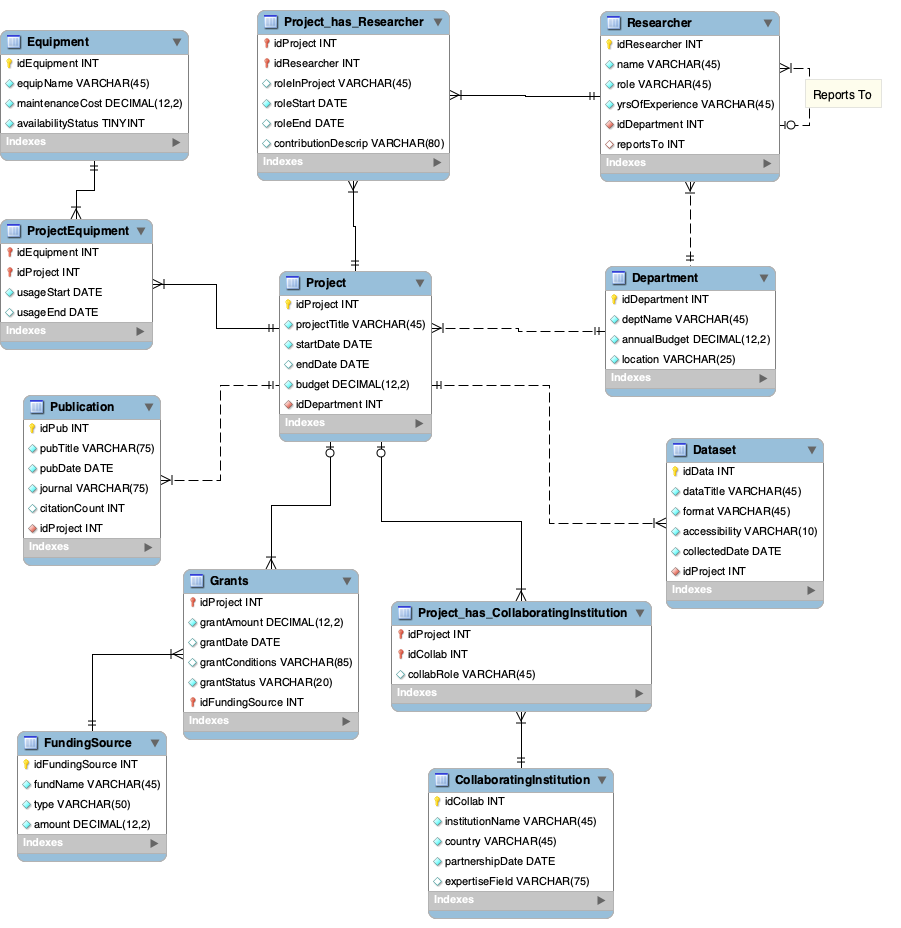 Equipment
idEquipment INT
equipName VARCHAR(45)
maintenanceCost DECIMAL(12,2)
availabilityStatus TINYINT
Indexes
Project_has_Researcher
idProject INT
idResearcher INT
roleInProject VARCHAR(45)
roleStart DATE
roleEnd DATE
contributionDescrip VARCHAR(80)
Indexes
Researcher
idResearcher INT
name VARCHAR(45)
role VARCHAR(45)
yrsOfExperience VARCHAR(45)
idDepartment INT
reportsTo INT
Indexes
Reports To
ProjectEquipment
idEquipment INT
idProject INT
usageStart DATE
usageEnd DATE
Indexes
Project
idProject INT
projectTitle VARCHAR(45)
startDate DATE
endDate DATE
budget DECIMAL(12,2)
idDepartment INT
Indexes
Department
idDepartment INT
deptName VARCHAR(45)
annualBudget DECIMAL(12,2)
location VARCHAR(25)
Indexes
Publication
idPub INT
pubTitle VARCHAR(75)
pubDate DATE
journal VARCHAR(75)
citationCount INT
idProject INT
Indexes
Dataset
idData INT
dataTitle VARCHAR(45)
format VARCHAR(45)
accessibility VARCHAR(10)
collectedDate DATE
idProject INT
Indexes
Grants
idProject INT
grantAmount DECIMAL(12,2)
grantDate DATE
grantConditions VARCHAR(85)
grantStatus VARCHAR(20)
idFundingSource INT
Indexes
Project_has_CollaboratingInstitution
idProject INT
idCollab INT
collabRole VARCHAR(45)
Indexes
FundingSource
idFundingSource INT
fundName VARCHAR(45)
type VARCHAR(50)
amount DECIMAL(12,2)
Indexes
CollaboratingInstitution
idCollab INT
institutionName VARCHAR(45)
country VARCHAR(45)
partnershipDate DATE
expertiseField VARCHAR(75)
Indexes